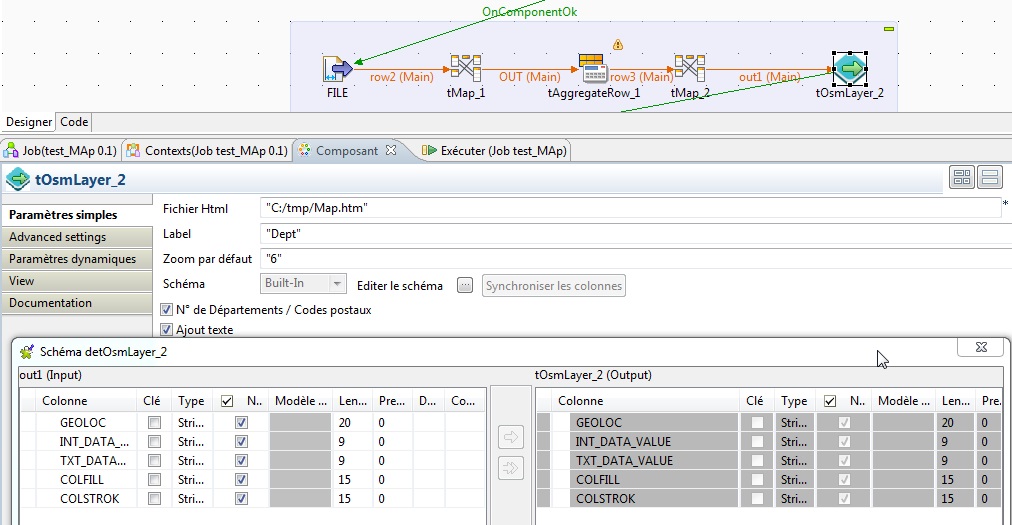 OnComponentOk
row2 (Main) OUT (Main) row3 (Main) out1 (Main)
FILE tMap_1 tAggregateRow_1 tMap_2 tOsmLayer_2
Designer Code
Job(test_MAp 0.1) Contexts(Job test_MAp 0.1) Composant Exécuter (Job test_MAp)
tOsmLayer_2
Paramètres simples
Advanced settings
Paramètres dynamiques
View
Documentation
Fichier Html "C:/tmp/Map.htm" *
Label "Dept"
Zoom par défaut "6"
Schéma Built-In Editer le schéma ... Synchroniser les colonnes
N° de Départements / Codes postaux
Ajout texte
Schéma detOsmLayer_2
out1 (Input) tOsmLayer_2 (Output)
Colonne Clé Type N.. Modèle ... Len... Pre... D... Co... Colonne Clé Type N.. Modèle ... Len... Pre.
GEOLOC Stri... 20 0 GEOLOC Stri... 20 0
INT_DATA_... Stri... 9 0 INT_DATA_VALUE Stri... 9 0
TXT_DATA... Stri... 9 0 TXT_DATA_VALUE Stri... 9 0
COLFILL Stri... 15 0 COLFILL Stri... 15 0
COLSTROK Stri... 15 0 COLSTROK Stri... 15 0